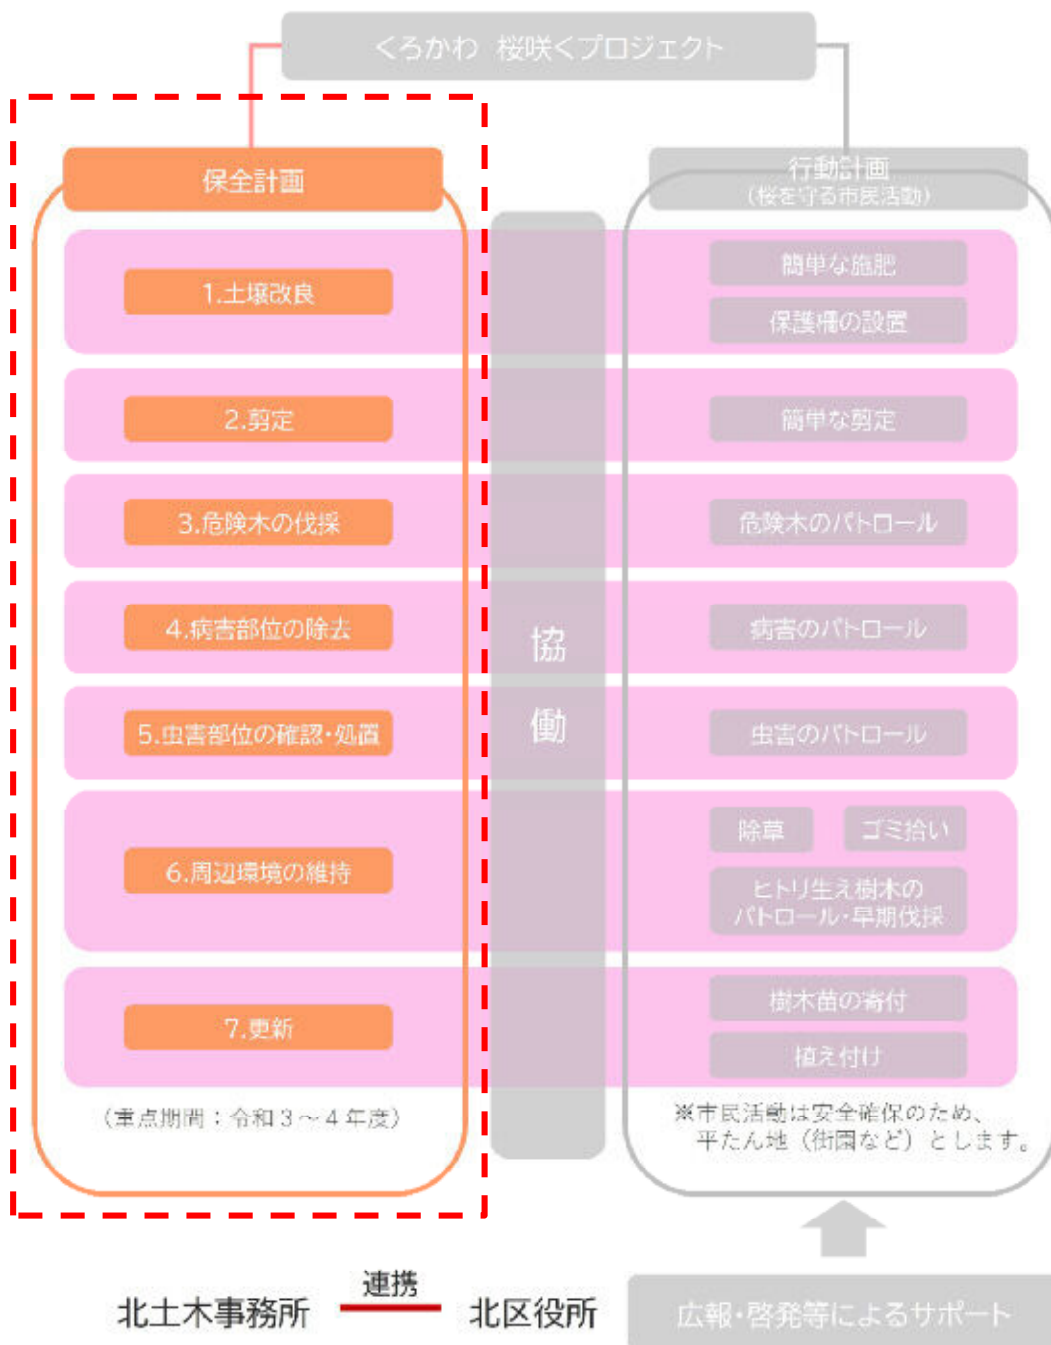 くろかわ 桜咲くプロジェクト
保全計画
行動計画
(桜を守る市民活動)
1.土壌改良
簡単な施肥
保護柵の設置
2.剪定
簡単な剪定
3.危険木の伐採
危険木のパトロール
4.病害部位の除去
病害のパトロール
協働
5.虫害部位の確認・処置
虫害のパトロール
6.周辺環境の維持
除草
ゴミ拾い
ヒトリ生え樹木の
パトロール・早期伐採
7.更新
樹木苗の寄付
植え付け
(重点期間:令和3~4年度)
※市民活動は安全確保のため、
平たん地(街園など)とします。
北土木事務所
連携
北区役所
広報・啓発等によるサポート